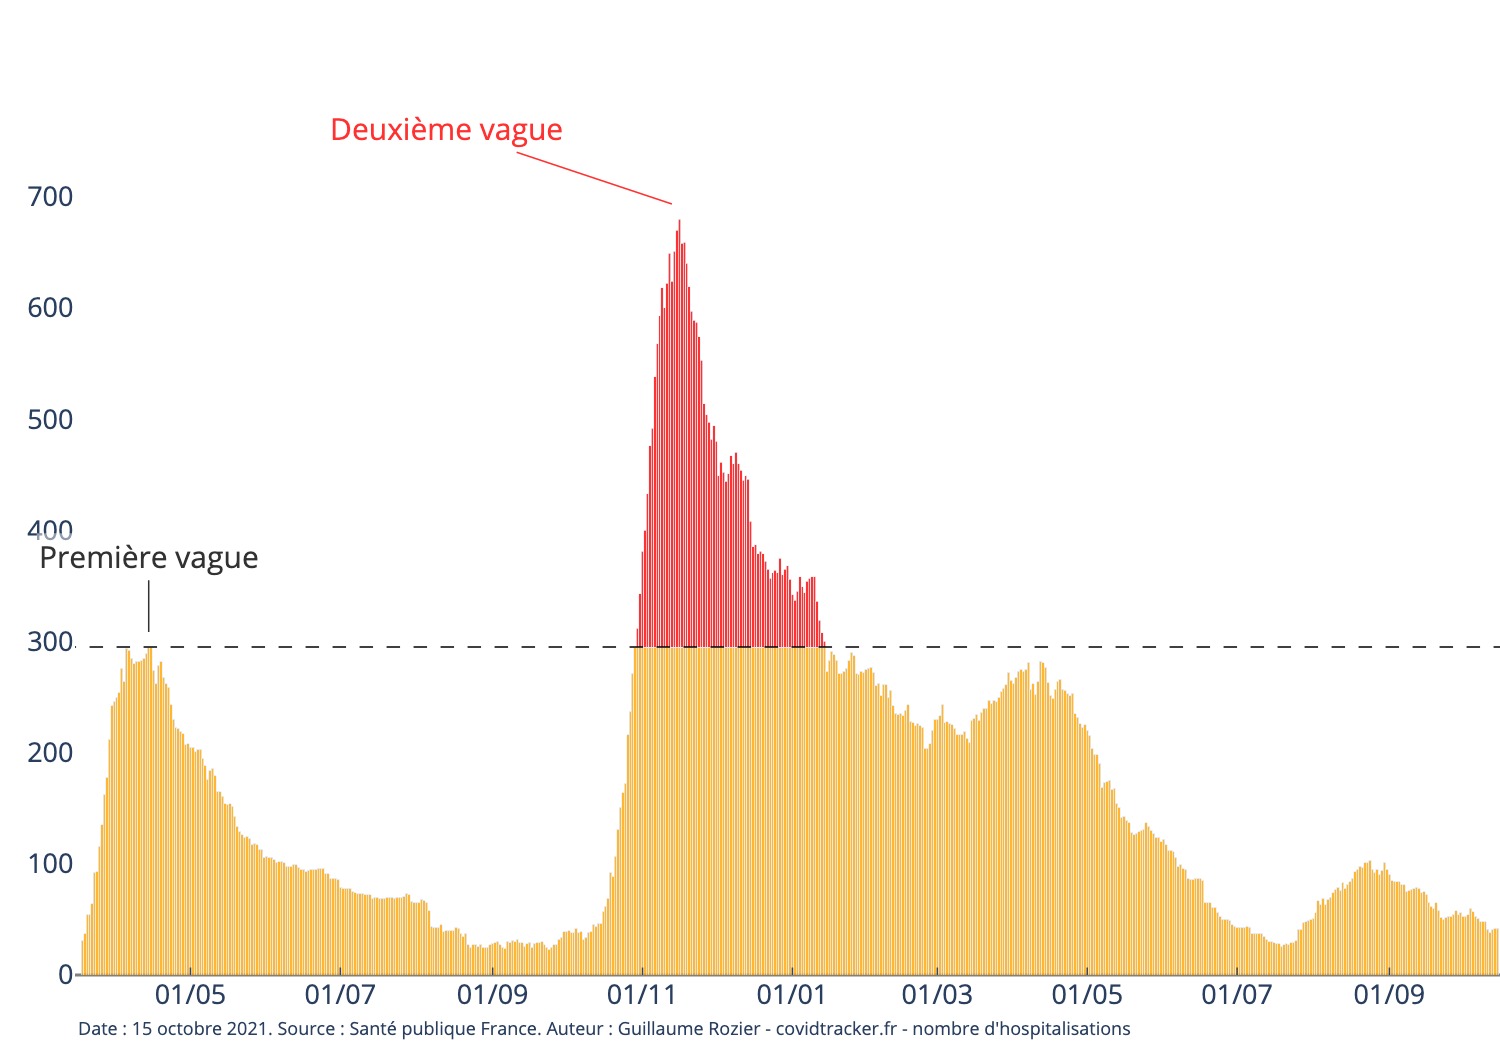 Deuxième vague
700
600
500
400
Première vague
300
200
100
0
01/05 01/07 01/09 01/11 01/01 01/03 01/05 01/07 01/09
Date : 15 octobre 2021. Source : Santé publique France. Auteur : Guillaume Rozier - covidtracker.fr - nombre d'hospitalisations